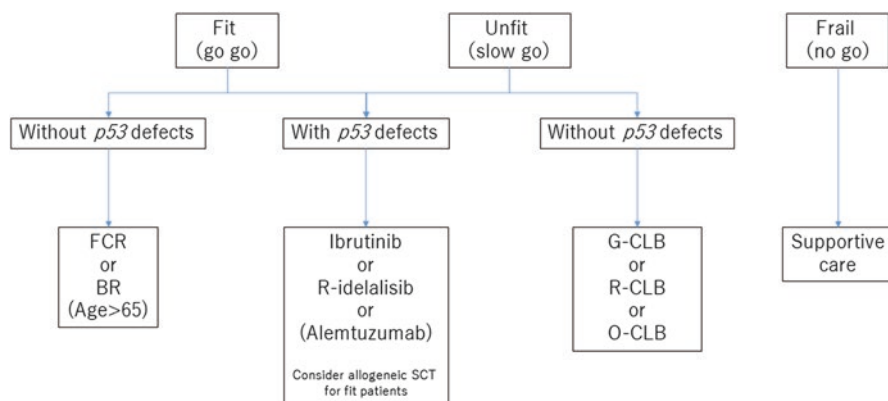 Fit
(go go)
Unfit
(slow go)
Frail
(no go)
Without p53 defects
With p53 defects
Without p53 defects
FCR
or
BR
(Age>65)
Ibrutinib
or
R-idelalisib
or
(Alemtuzumab)
Consider allogeneic SCT
for fit patients
G-CLB
or
R-CLB
or
O-CLB
Supportive
care